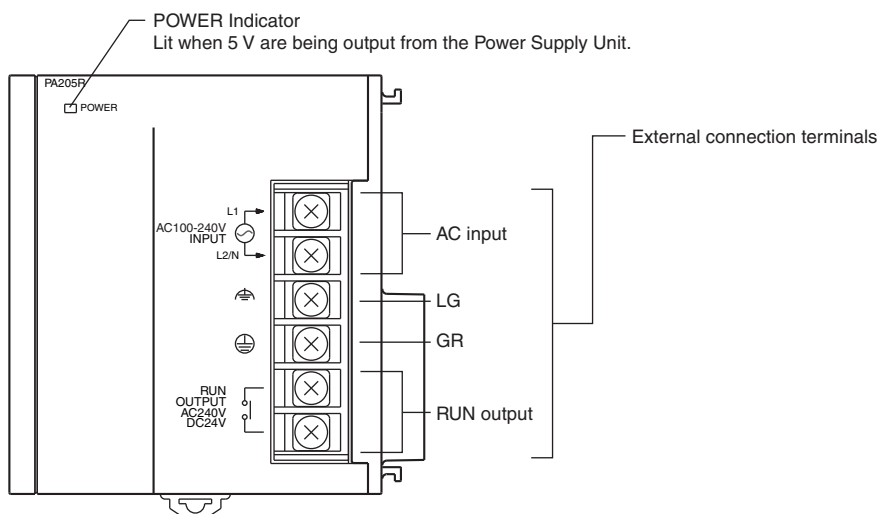 POWER Indicator
Lit when 5 V are being output from the Power Supply Unit.
PA205R
POWER
External connection terminals
L1
AC100-240V
INPUT
L2/N
AC input
LG
GR
RUN
OUTPUT
AC240V
DC24V
RUN output